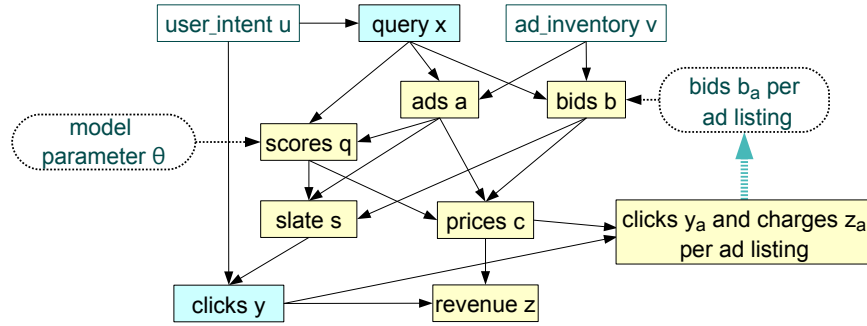 user_intent u
query x
ad_inventory v
ads a
bids b
bids bₐ per
ad listing
model
parameter θ
scores q
slate s
prices c
clicks yₐ and charges zₐ
per ad listing
clicks y
revenue z